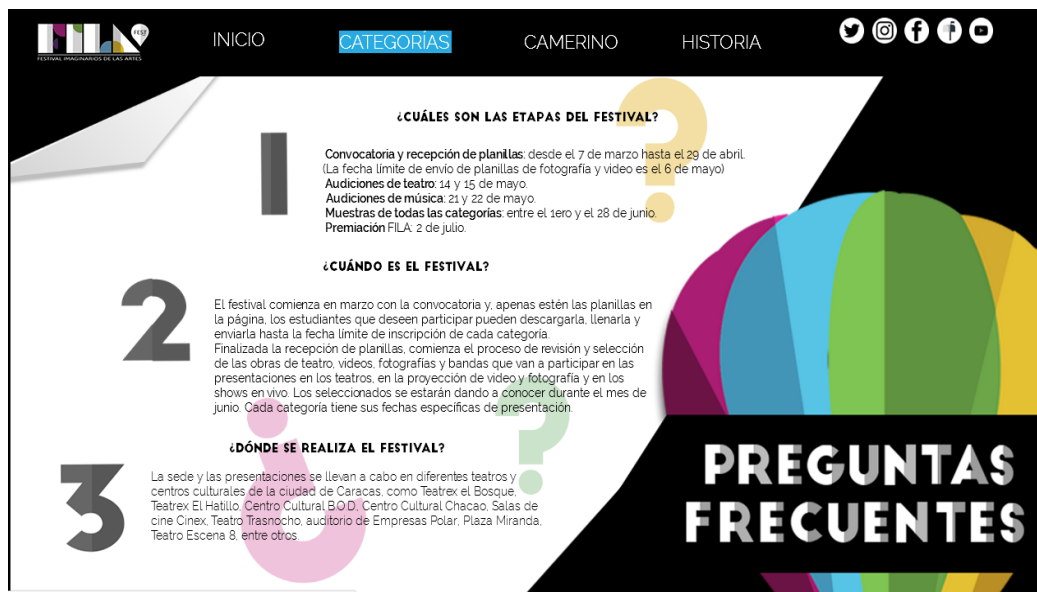 FILA
FEST
FESTIVAL IMAGINARIOS DE LAS ARTES
INICIO
CATEGORÍAS
CAMERINO
HISTORIA
1
¿CUÁLES SON LAS ETAPAS DEL FESTIVAL?
Convocatoria y recepción de planillas: desde el 7 de marzo hasta el 29 de abril.
(La fecha límite de envío de planillas de fotografía y video es el 6 de mayo)
Audiciones de teatro: 14 y 15 de mayo.
Audiciones de música: 21 y 22 de mayo.
Muestras de todas las categorías: entre el 1ero y el 28 de junio.
Premiación FILA: 2 de julio.
2
¿CUÁNDO ES EL FESTIVAL?
El festival comienza en marzo con la convocatoria y, apenas estén las planillas en
la página, los estudiantes que deseen participar pueden descargarla, llenarla y
enviarla hasta la fecha límite de inscripción de cada categoría.
Finalizada la recepción de planillas, comienza el proceso de revisión y selección
de las obras de teatro, videos, fotografías y bandas que van a participar en las
presentaciones en los teatros, en la proyección de video y fotografía y en los
shows en vivo. Los seleccionados se estarán dando a conocer durante el mes de
junio. Cada categoría tiene sus fechas específicas de presentación.
3
¿DÓNDE SE REALIZA EL FESTIVAL?
La sede y las presentaciones se llevan a cabo en diferentes teatros y
centros culturales de la ciudad de Caracas, como Teatrex el Bosque,
Teatrex El Hatillo, Centro Cultural B.O.D, Centro Cultural Chacao, Salas de
cine Cinex, Teatro Trasnocho, auditorio de Empresas Polar, Plaza Miranda,
Teatro Escena 8, entre otros.
PREGUNTAS
FRECUENTES